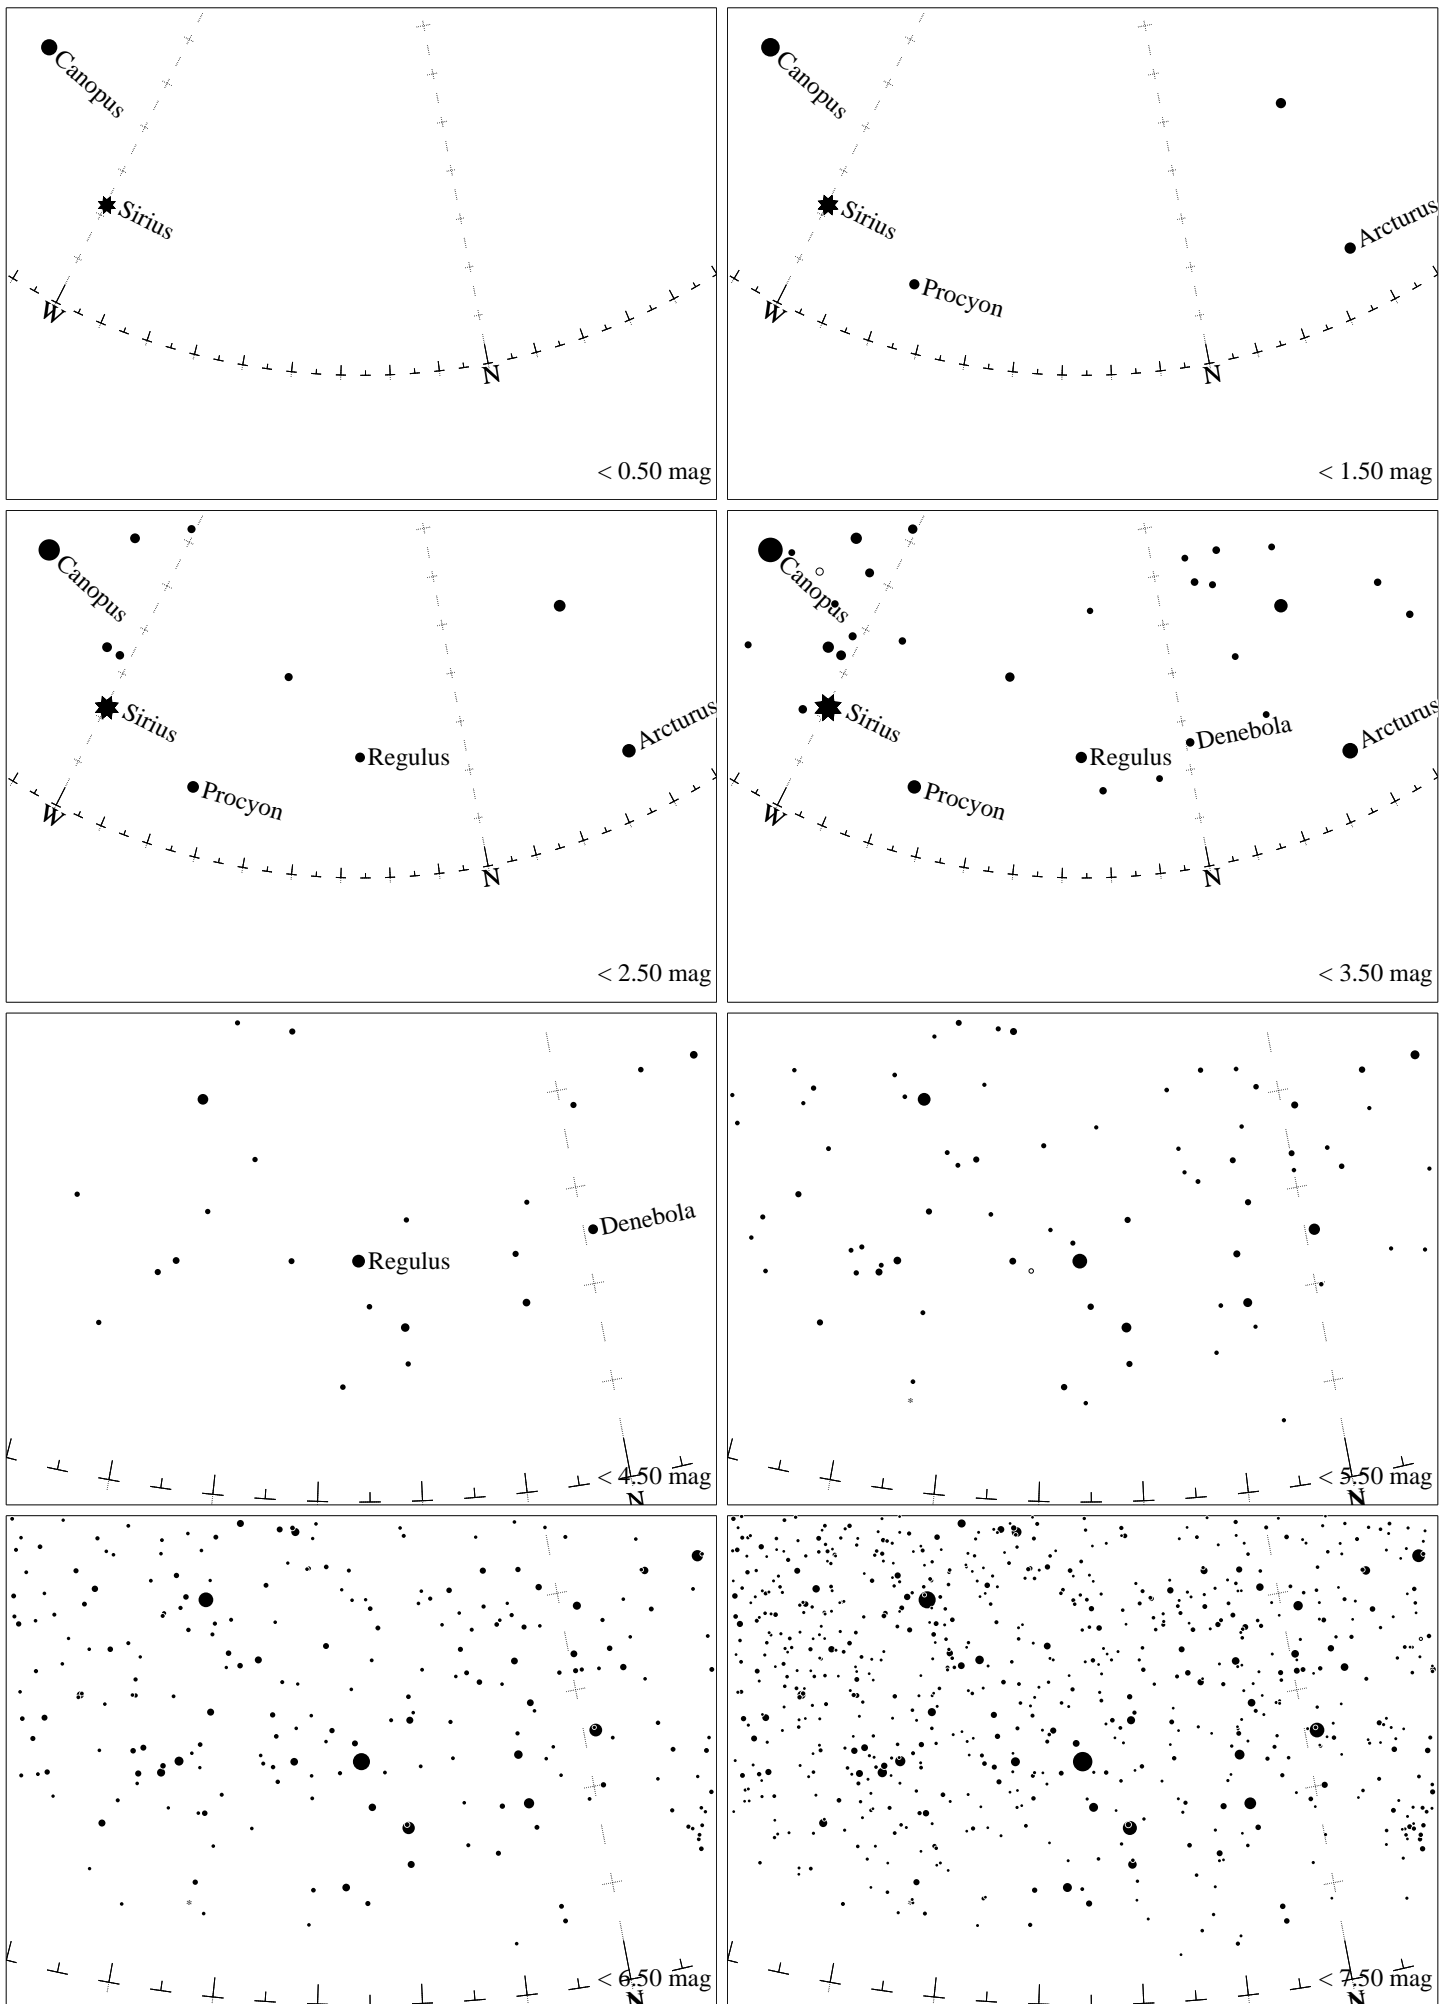 Canopus
Sirius
W
N
< 0.50 mag
Canopus
Sirius
Procyon
Arcturus
W
N
< 1.50 mag
Canopus
Sirius
Procyon
Regulus
Arcturus
W
N
< 2.50 mag
Canopus
Sirius
Procyon
Regulus
Denebola
Arcturus
W
N
< 3.50 mag
Denebola
Regulus
N
< 4.50 mag
N
< 5.50 mag
N
< 6.50 mag
N
< 7.50 mag